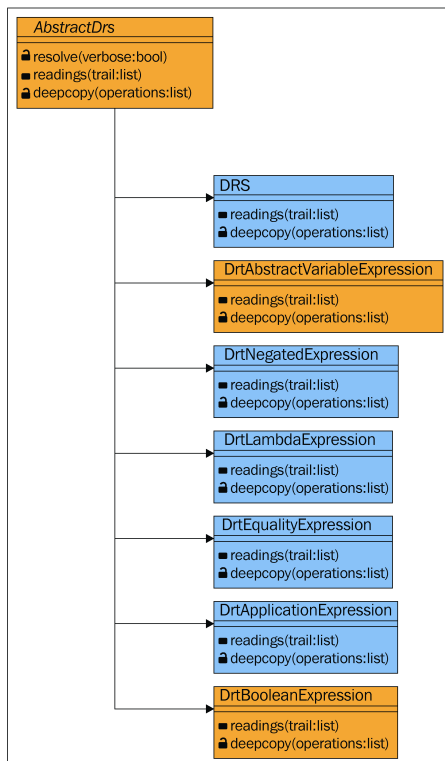 AbstractDrs
resolve(verbose:bool)
readings(trail:list)
deepcopy(operations:list)
DRS
readings(trail:list)
deepcopy(operations:list)
DrtAbstractVariableExpression
readings(trail:list)
deepcopy(operations:list)
DrtNegatedExpression
readings(trail:list)
deepcopy(operations:list)
DrtLambdaExpression
readings(trail:list)
deepcopy(operations:list)
DrtEqualityExpression
readings(trail:list)
deepcopy(operations:list)
DrtApplicationExpression
readings(trail:list)
deepcopy(operations:list)
DrtBooleanExpression
readings(trail:list)
deepcopy(operations:list)